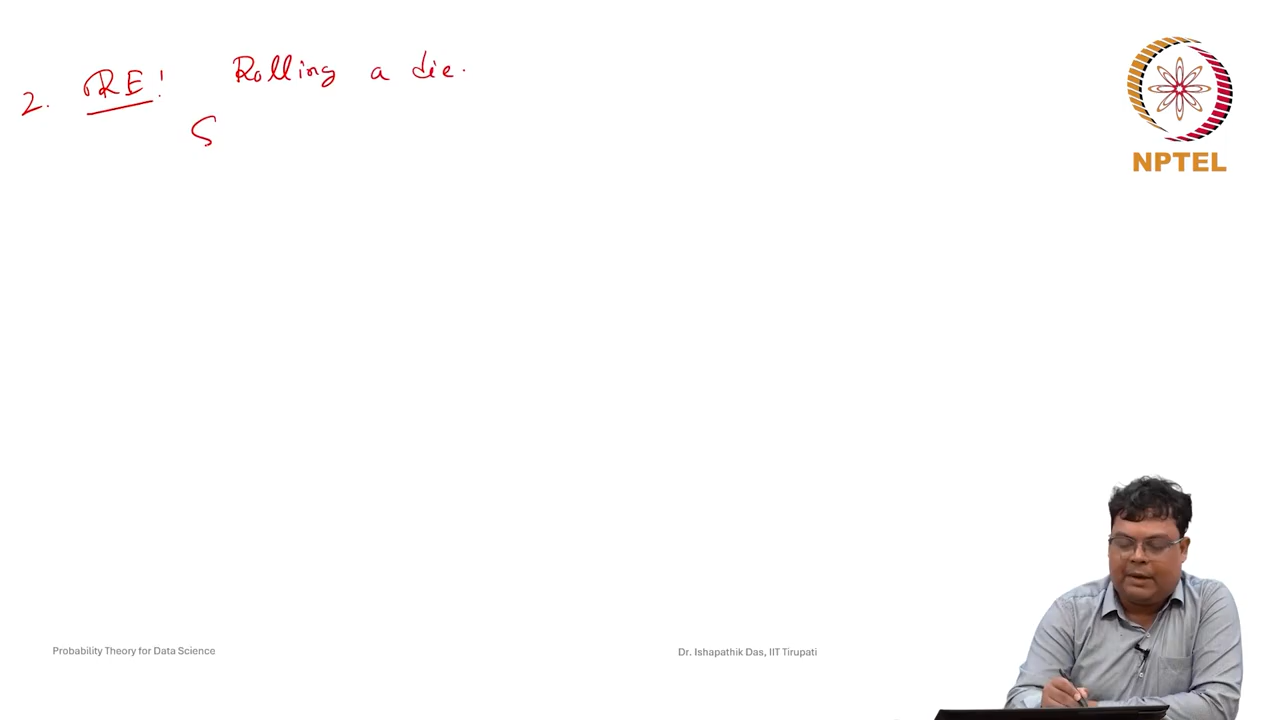 2. RE! Rolling a die.
S
NPTEL
Probability Theory for Data Science
Dr. Ishapathik Das, IIT Tirupati